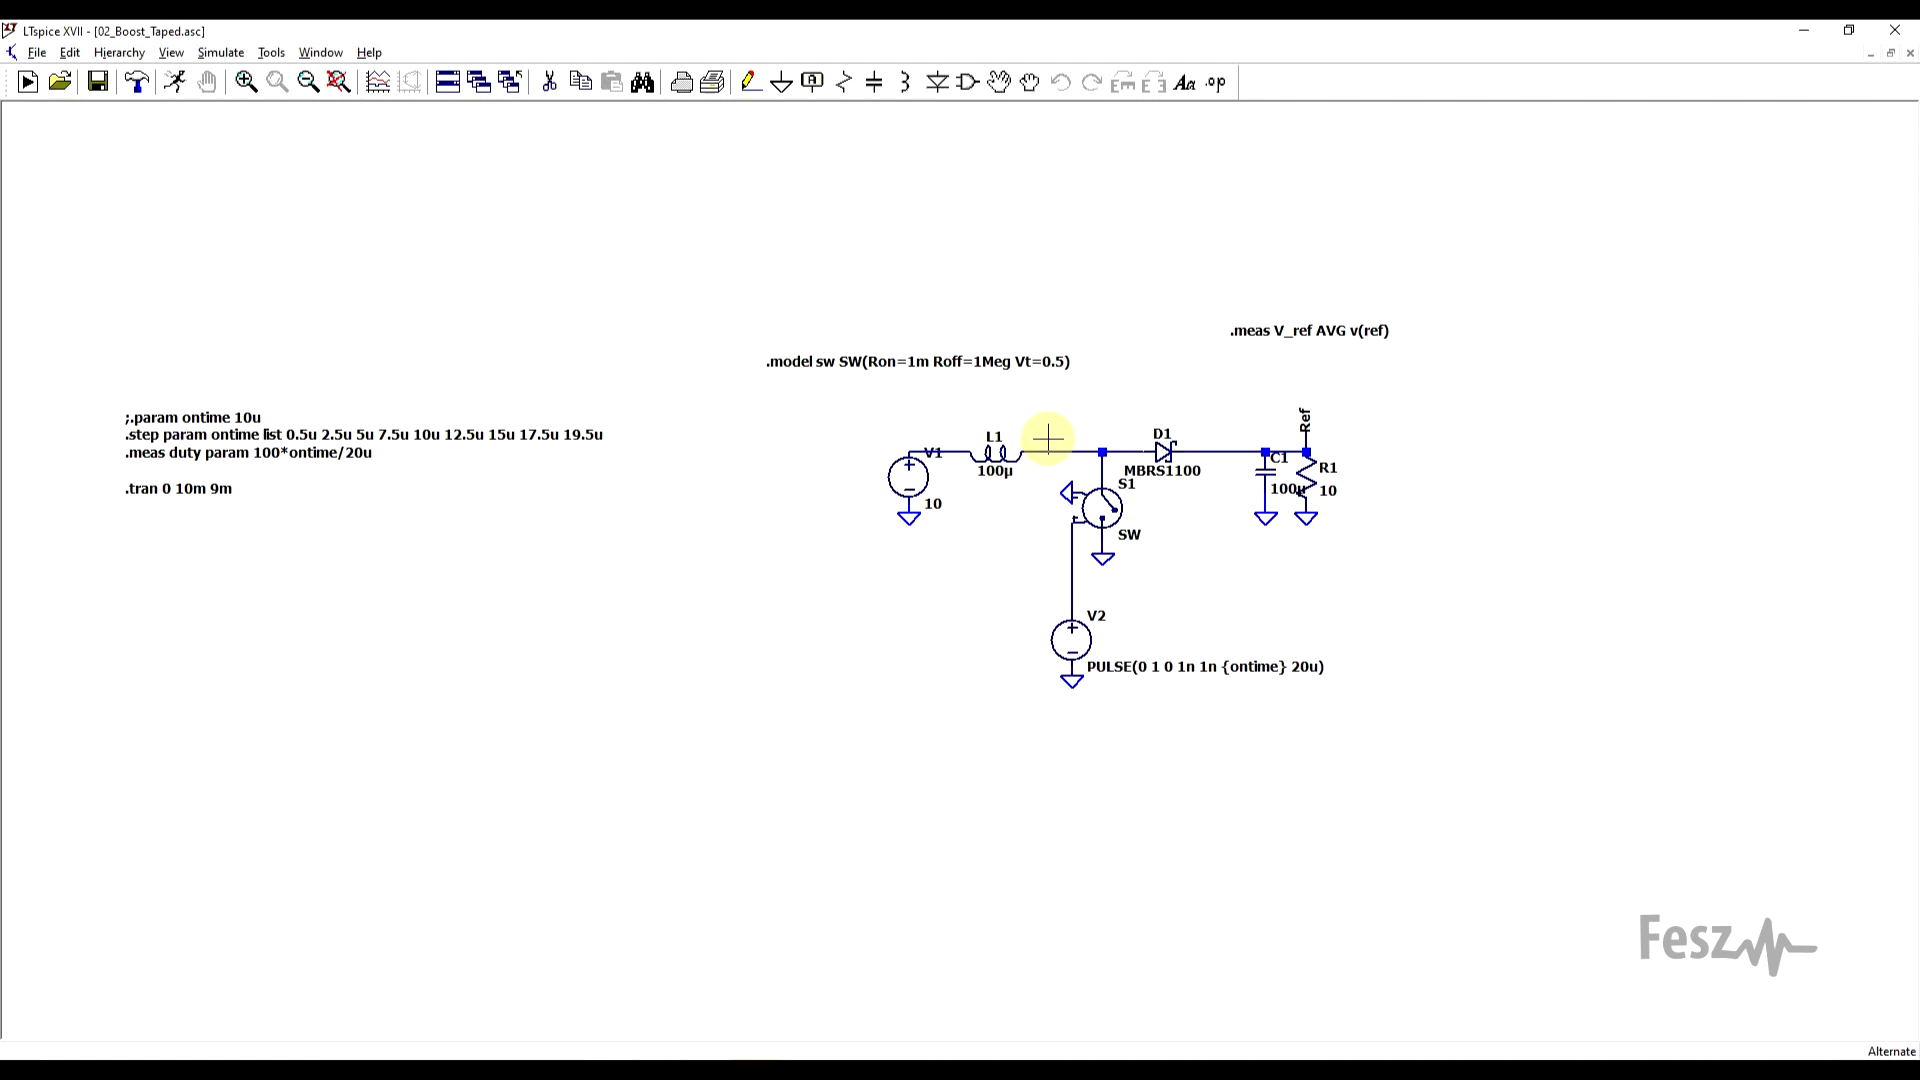 LTspice XVII - [02_Boost_Taped.asc]
File Edit Hierarchy View Simulate Tools Window Help
.op
.meas V_ref AVG v(ref)
.model sw SW(Ron=1m Roff=1Meg Vt=0.5)
;.param ontime 10u
.step param ontime list 0.5u 2.5u 5u 7.5u 10u 12.5u 15u 17.5u 19.5u
.meas duty param 100*ontime/20u
.tran 0 10m 9m
Ref
L1
100µ
V1
10
D1
MBRS1100
S1
SW
C1
100µ
R1
10
V2
PULSE(0 1 0 1n 1n {ontime} 20u)
Fesz
Alternate